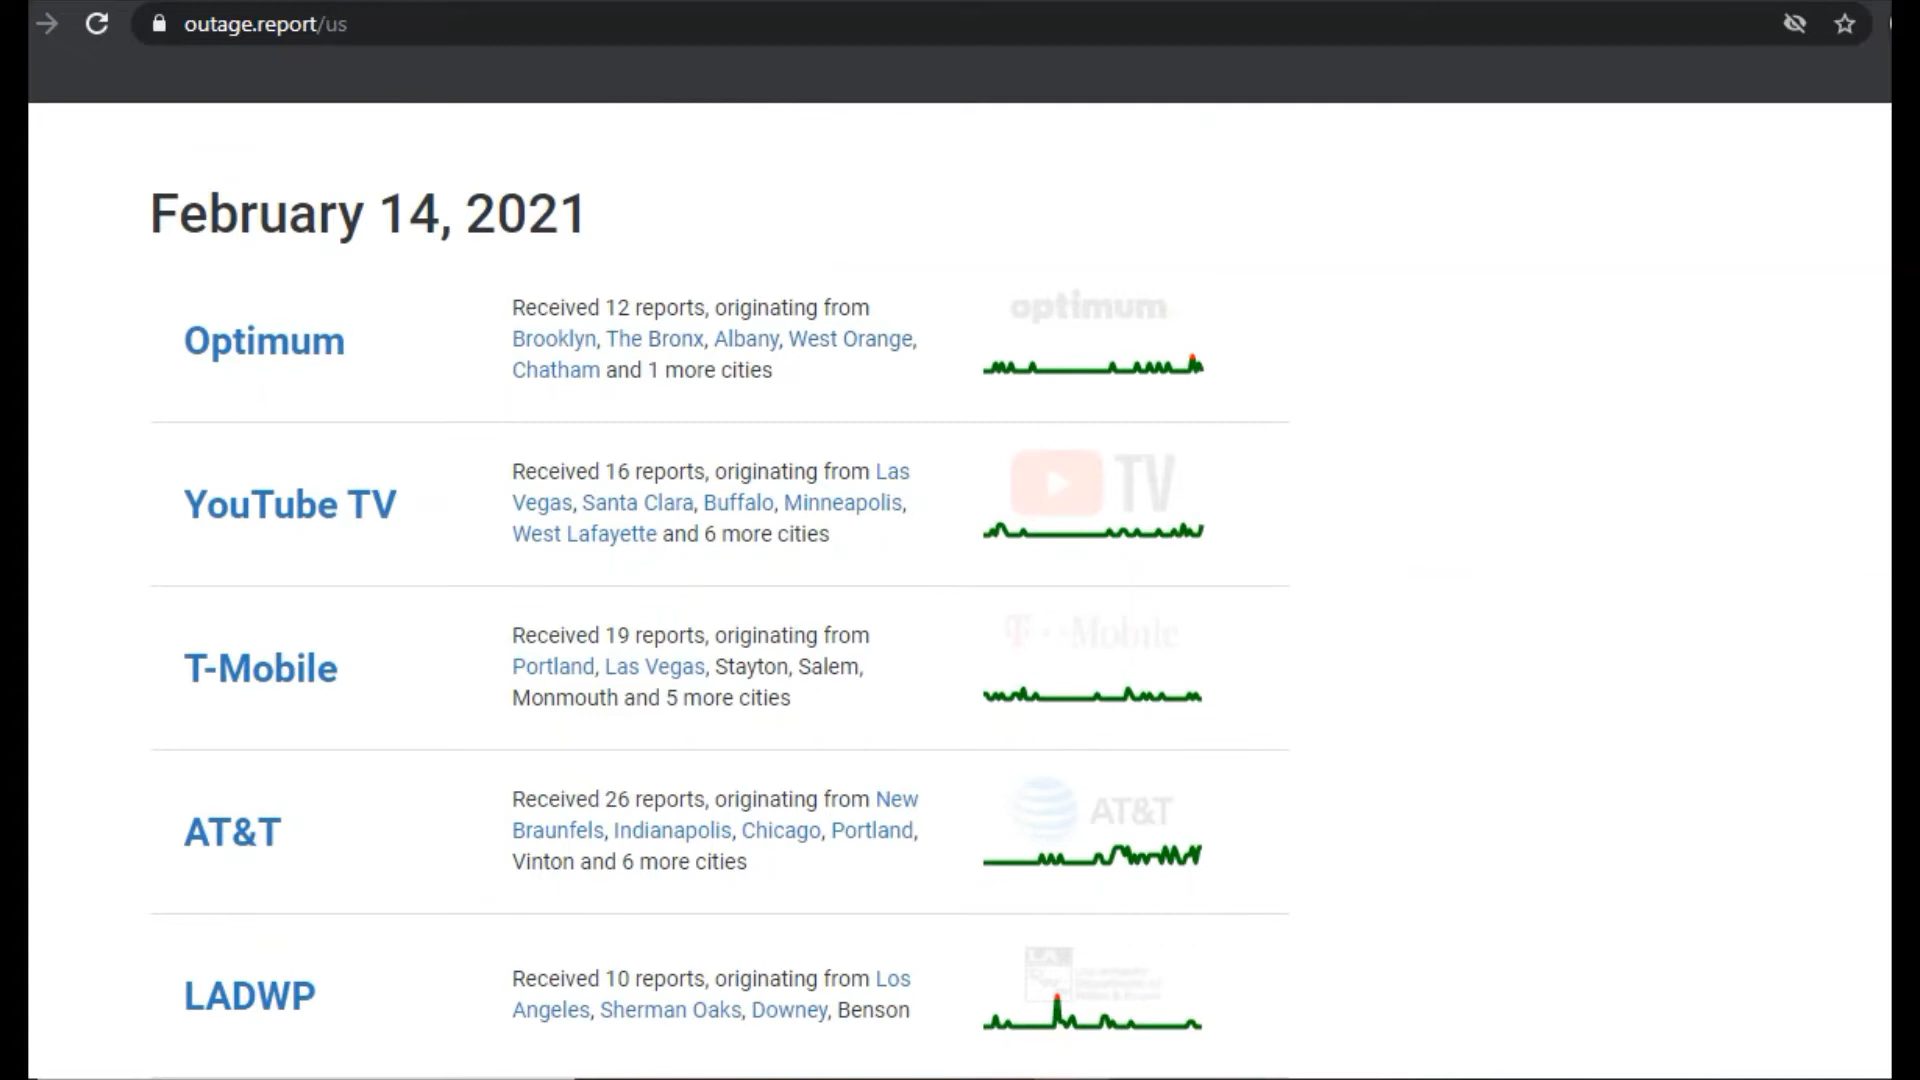 outage.report/us
February 14, 2021
Optimum
Received 12 reports, originating from
Brooklyn, The Bronx, Albany, West Orange,
Chatham and 1 more cities
optimum
YouTube TV
Received 16 reports, originating from Las
Vegas, Santa Clara, Buffalo, Minneapolis,
West Lafayette and 6 more cities
TV
T-Mobile
Received 19 reports, originating from
Portland, Las Vegas, Stayton, Salem,
Monmouth and 5 more cities
T··Mobile
AT&T
Received 26 reports, originating from New
Braunfels, Indianapolis, Chicago, Portland,
Vinton and 6 more cities
AT&T
LADWP
Received 10 reports, originating from Los
Angeles, Sherman Oaks, Downey, Benson
LA